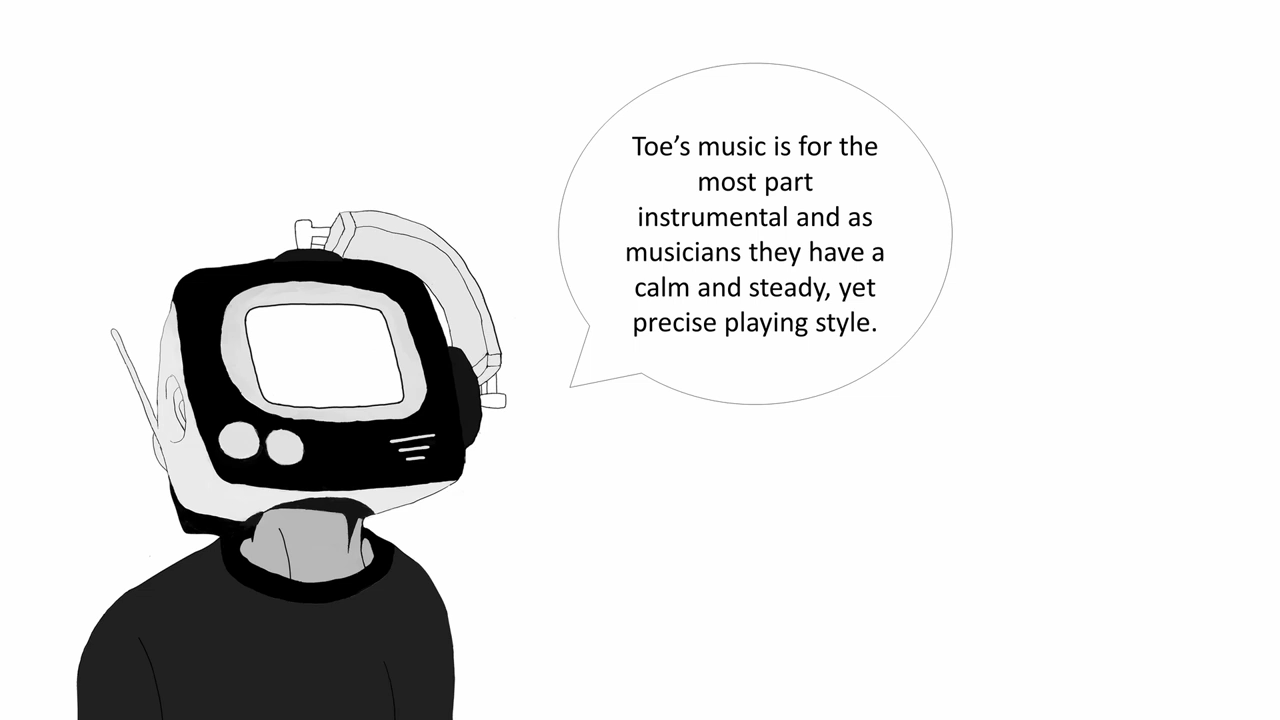 Toe’s music is for the
most part
instrumental and as
musicians they have a
calm and steady, yet
precise playing style.